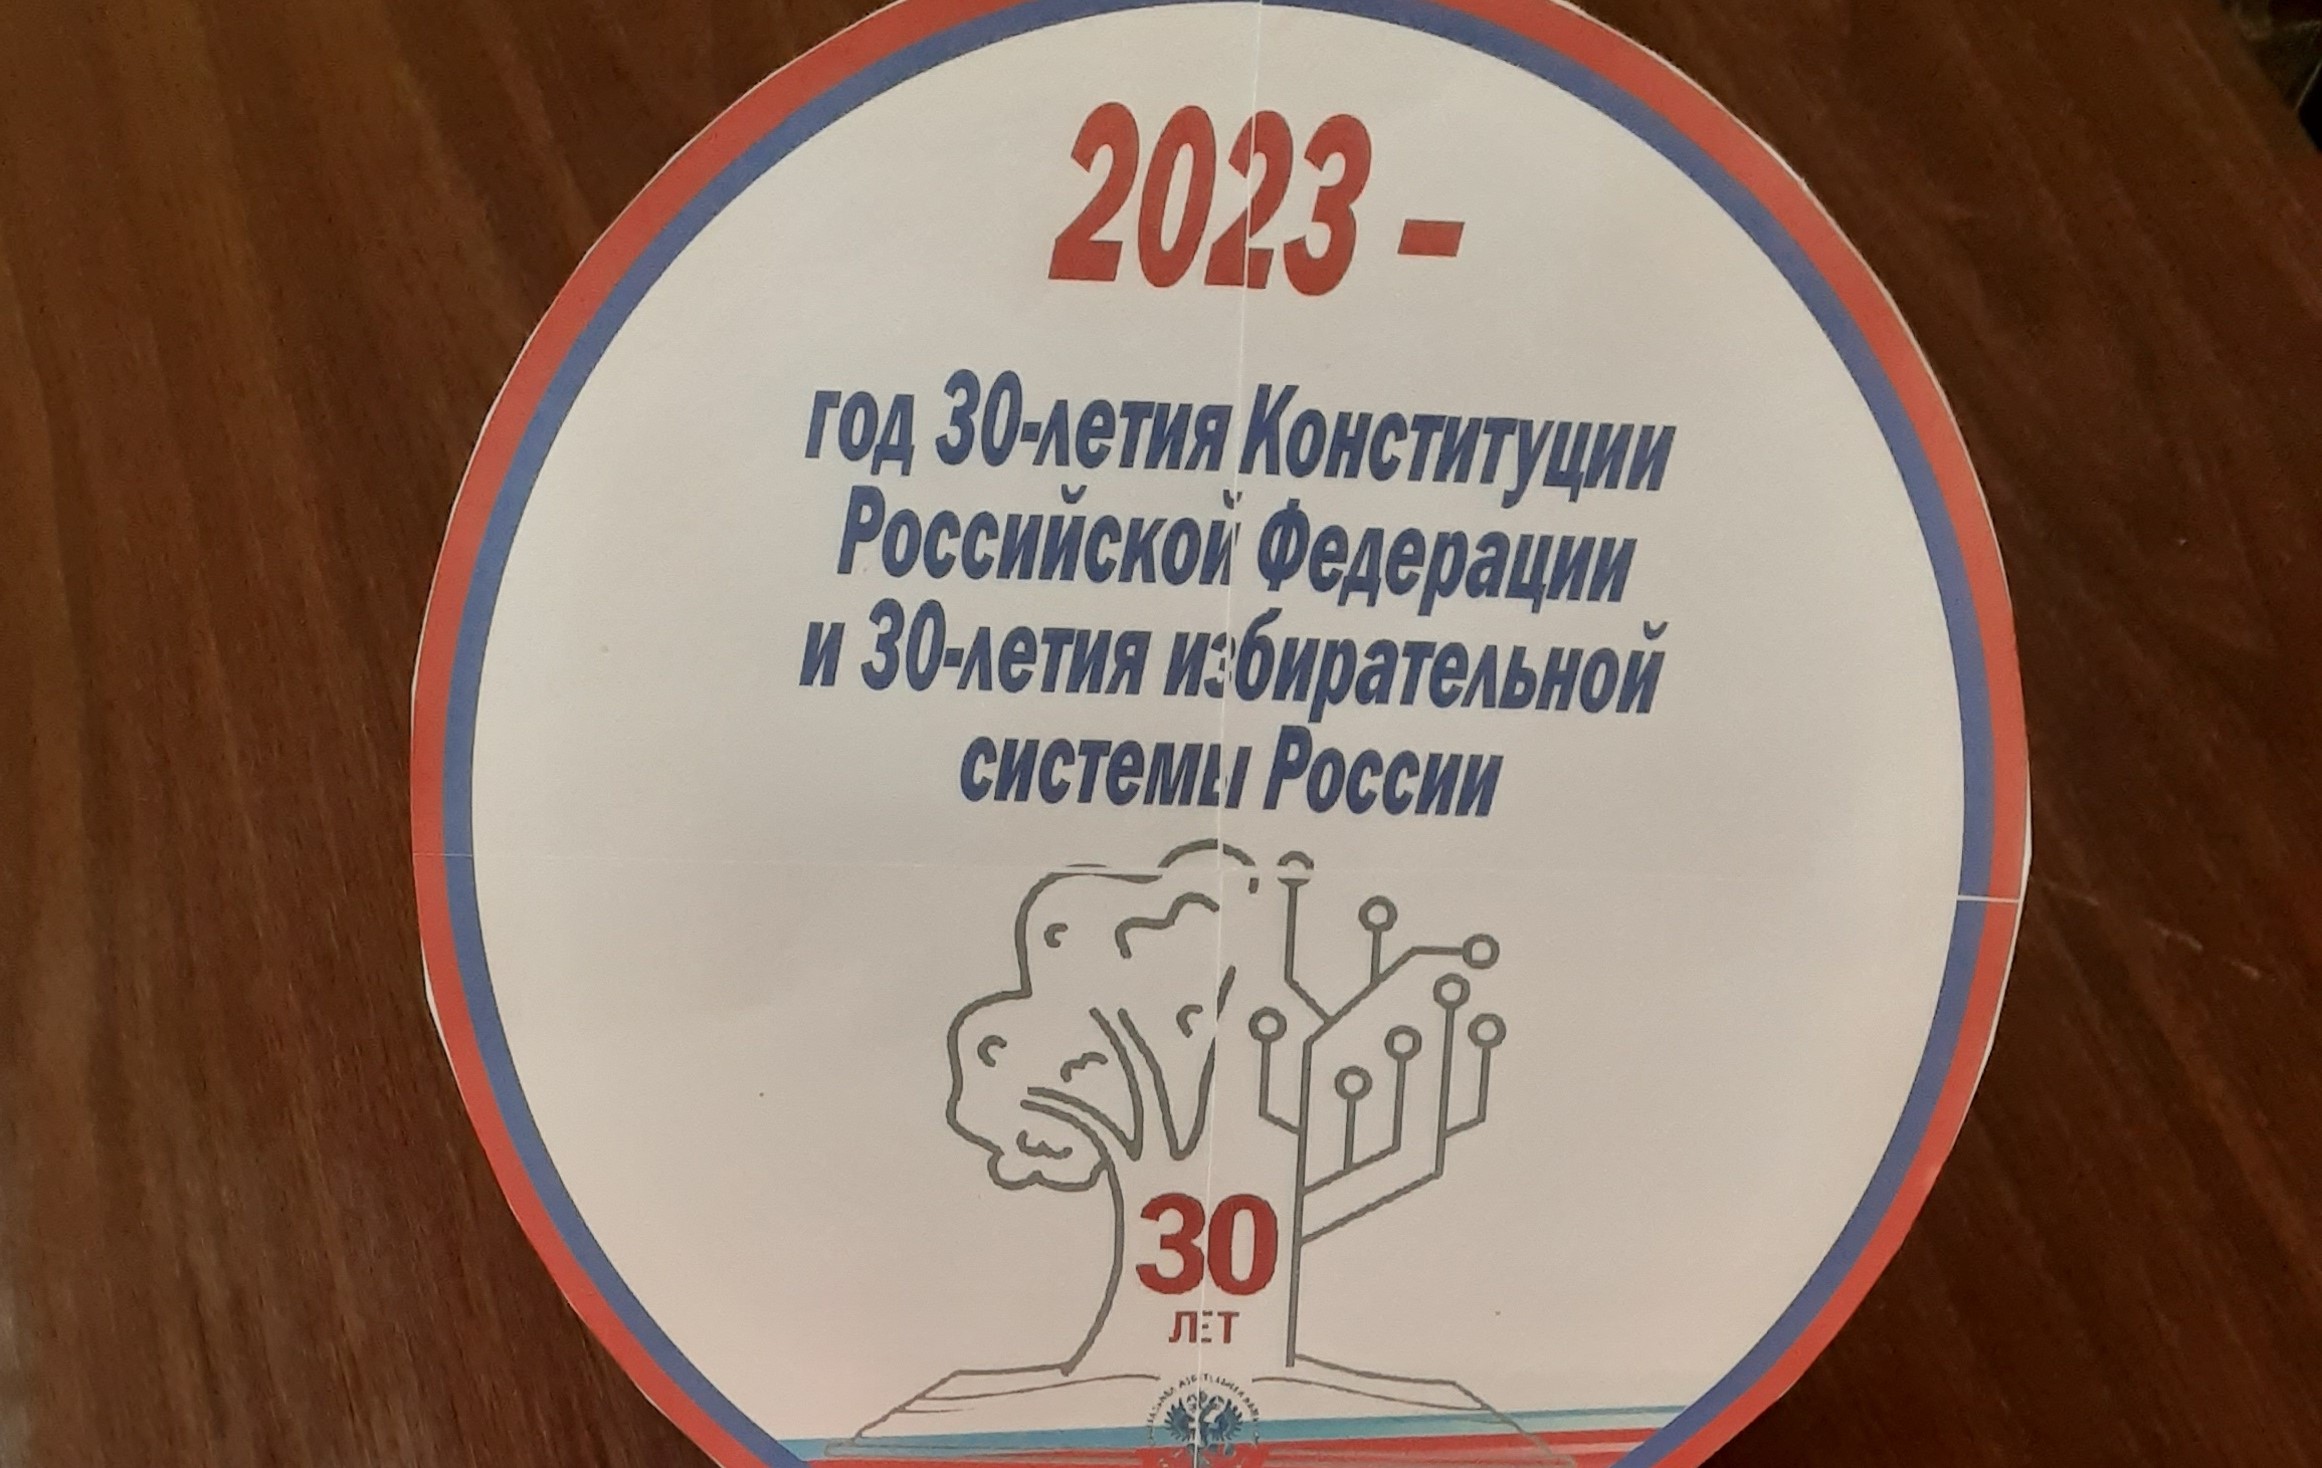 2023 –
год 30-летия Конституции
Российской Федерации
и 30-летия избирательной
системы России
30
ЛЕТ